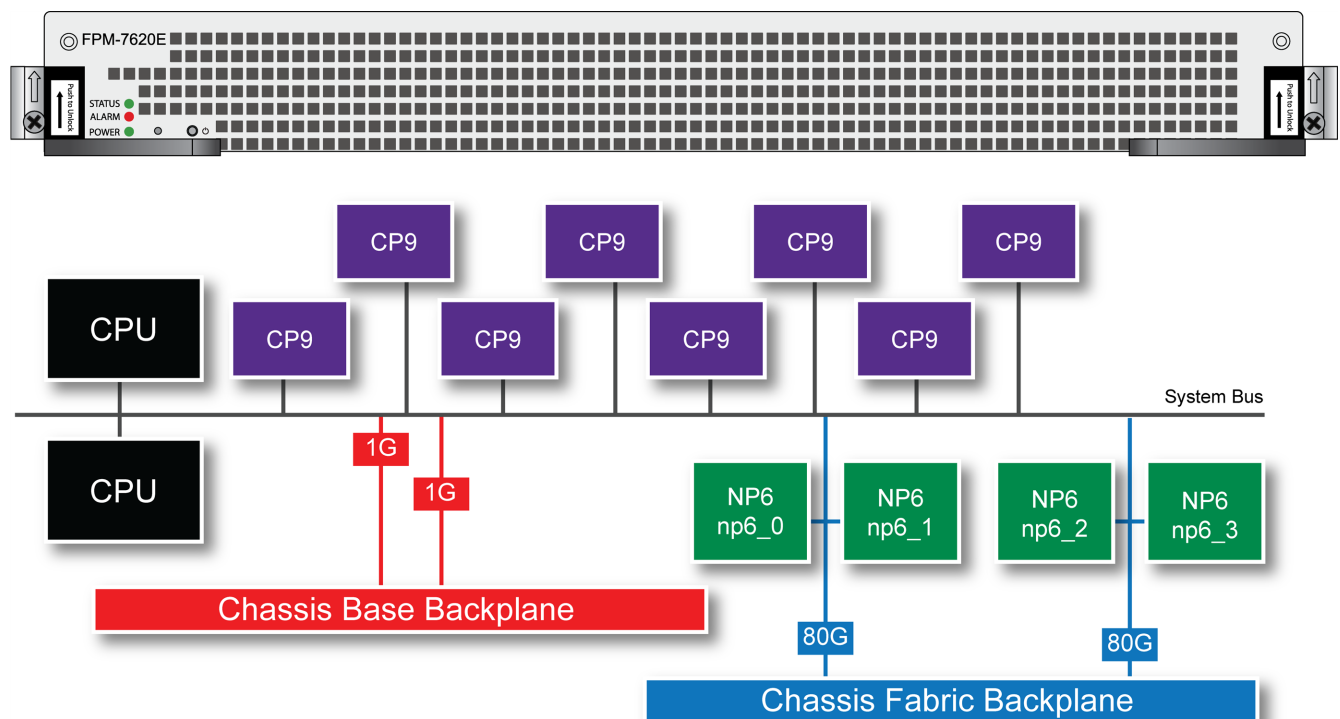 FPM-7620E
Push to Unlock
STATUS
ALARM
POWER
Push to Unlock
CP9
CP9
CP9
CP9
CPU
CP9
CP9
CP9
CP9
System Bus
CPU
1G
1G
NP6
np6_0
NP6
np6_1
NP6
np6_2
NP6
np6_3
Chassis Base Backplane
80G
80G
Chassis Fabric Backplane